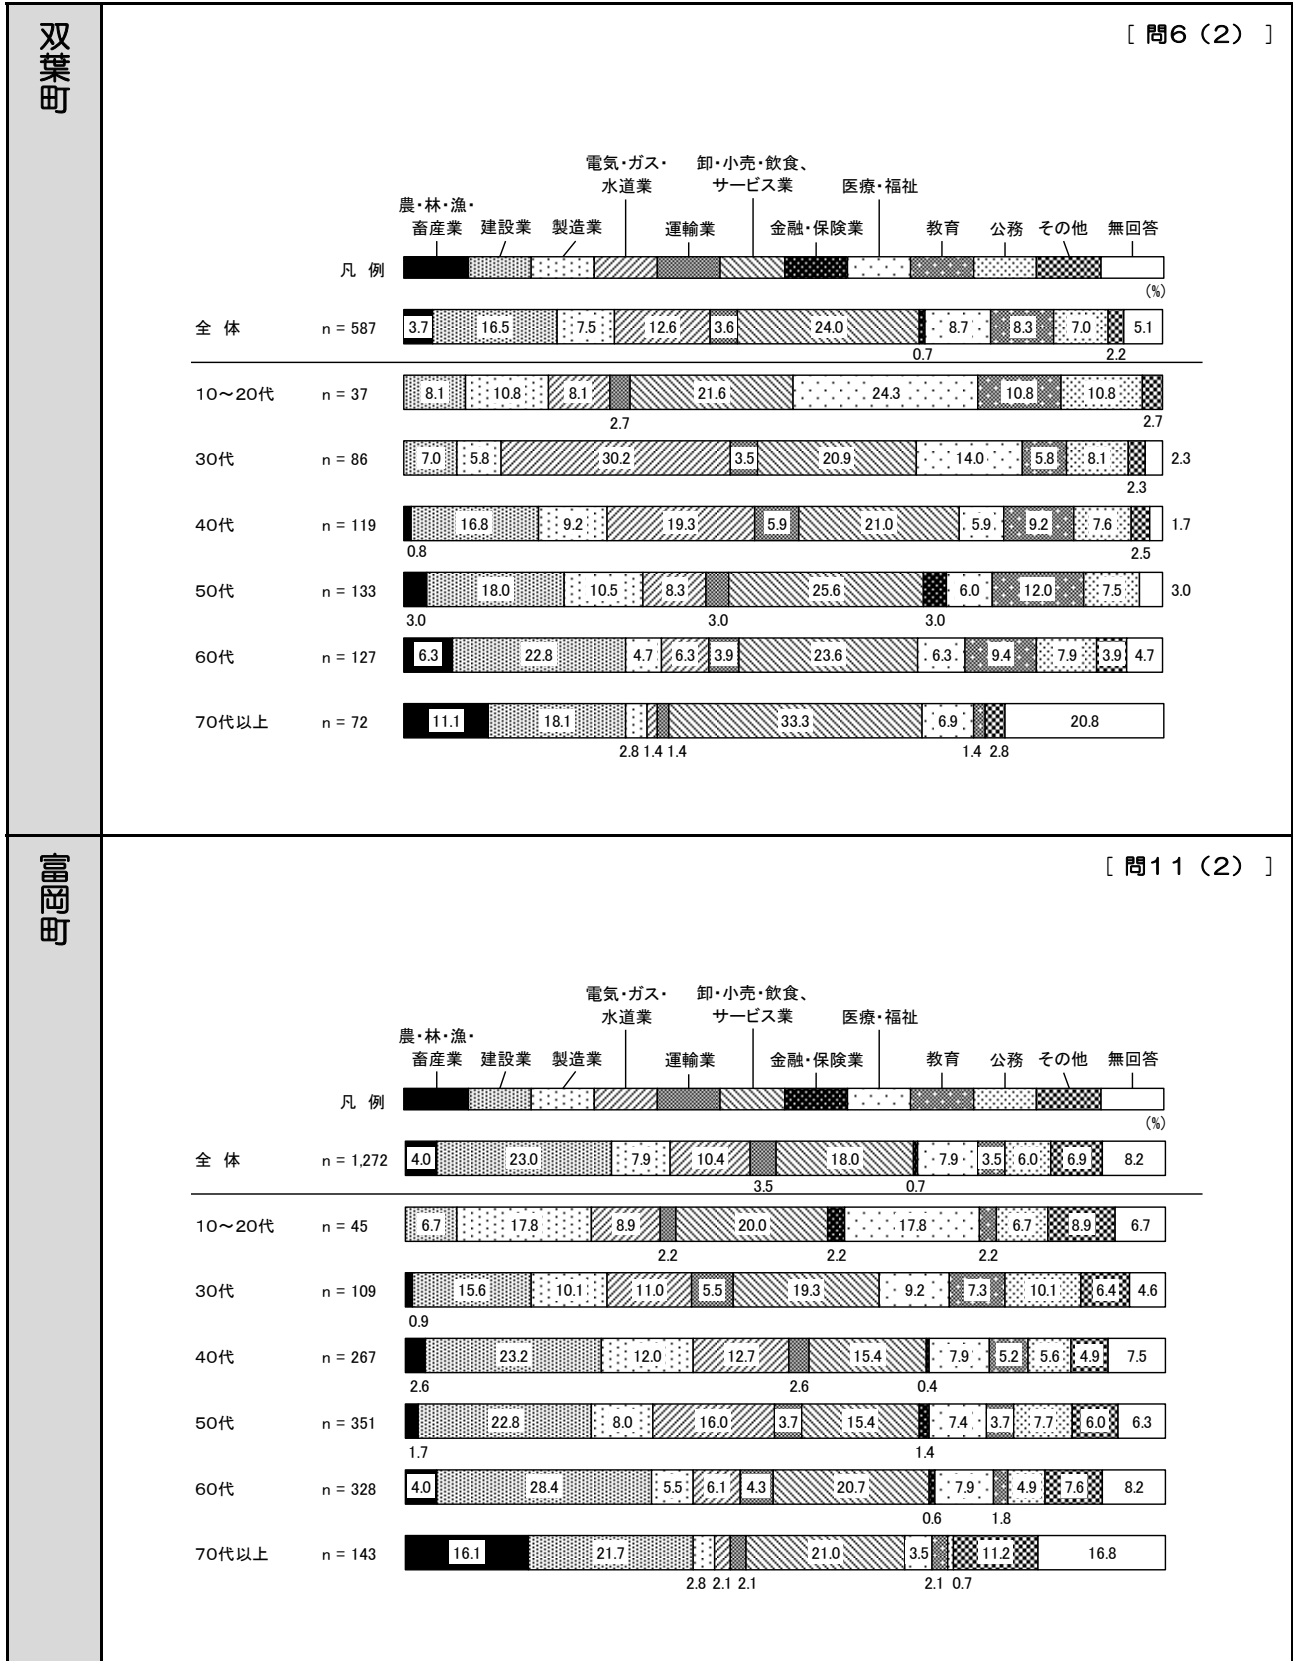 双葉町
[ 問6（2） ]
電気・ガス・ 卸・小売・飲食、
水道業 サービス業 医療・福祉
農・林・漁・
畜産業 建設業 製造業 運輸業 金融・保険業 教育 公務 その他 無回答
凡 例
(%)
全 体 n = 587 3.7 16.5 7.5 12.6 3.6 24.0 8.7 8.3 7.0 5.1
0.7 2.2
10～20代 n = 37 8.1 10.8 8.1 21.6 24.3 10.8 10.8
2.7 2.7
30代 n = 86 7.0 5.8 30.2 3.5 20.9 14.0 5.8 8.1 2.3
2.3
40代 n = 119 16.8 9.2 19.3 5.9 21.0 5.9 9.2 7.6 1.7
0.8 2.5
50代 n = 133 18.0 10.5 8.3 25.6 6.0 12.0 7.5 3.0
3.0 3.0 3.0
60代 n = 127 6.3 22.8 4.7 6.3 3.9 23.6 6.3 9.4 7.9 3.9 4.7
70代以上 n = 72 11.1 18.1 33.3 6.9 20.8
2.8 1.4 1.4 1.4 2.8
富岡町
[ 問11（2） ]
電気・ガス・ 卸・小売・飲食、
水道業 サービス業 医療・福祉
農・林・漁・
畜産業 建設業 製造業 運輸業 金融・保険業 教育 公務 その他 無回答
凡 例
(%)
全 体 n = 1,272 4.0 23.0 7.9 10.4 18.0 7.9 3.5 6.0 6.9 8.2
3.5 0.7
10～20代 n = 45 6.7 17.8 8.9 20.0 17.8 6.7 8.9 6.7
2.2 2.2 2.2
30代 n = 109 15.6 10.1 11.0 5.5 19.3 9.2 7.3 10.1 6.4 4.6
0.9
40代 n = 267 23.2 12.0 12.7 15.4 7.9 5.2 5.6 4.9 7.5
2.6 2.6 0.4
50代 n = 351 22.8 8.0 16.0 3.7 15.4 7.4 3.7 7.7 6.0 6.3
1.7 1.4
60代 n = 328 4.0 28.4 5.5 6.1 4.3 20.7 7.9 4.9 7.6 8.2
0.6 1.8
70代以上 n = 143 16.1 21.7 21.0 3.5 11.2 16.8
2.8 2.1 2.1 2.1 0.7